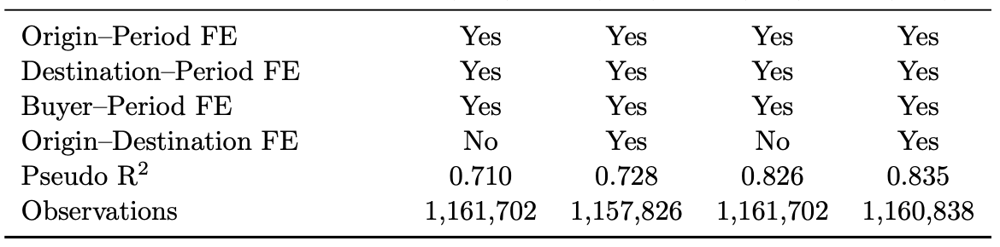 Origin–Period FE Yes Yes Yes Yes
Destination–Period FE Yes Yes Yes Yes
Buyer–Period FE Yes Yes Yes Yes
Origin–Destination FE No Yes No Yes
Pseudo R² 0.710 0.728 0.826 0.835
Observations 1,161,702 1,157,826 1,161,702 1,160,838